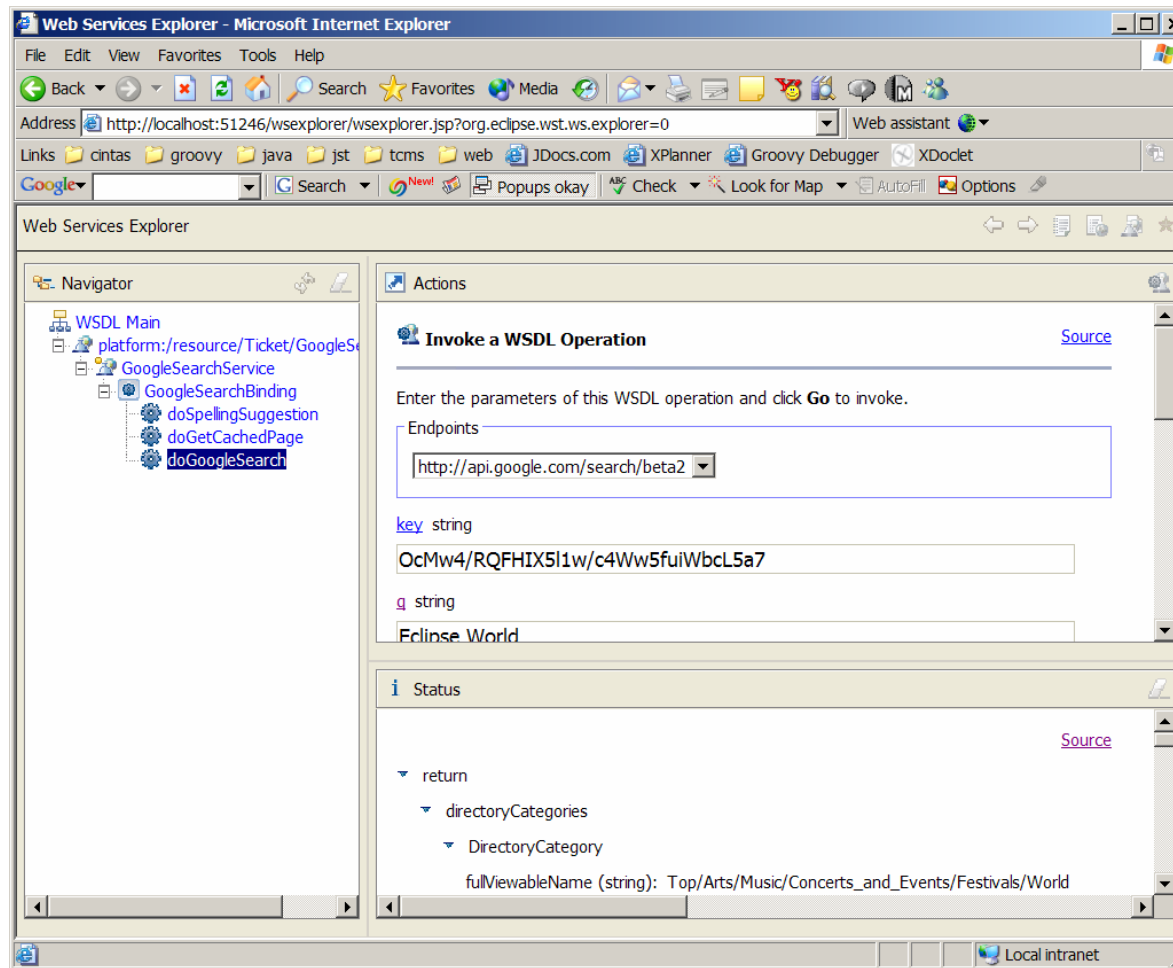 Web Services Explorer - Microsoft Internet Explorer
File Edit View Favorites Tools Help
Back Search Favorites Media
Address http://localhost:51246/wsexplorer/wsexplorer.jsp?org.eclipse.wst.ws.explorer=0 Web assistant
Links cintas groovy java jst tcms web JDocs.com XPlanner Groovy Debugger XDoclet
Google G Search New! Popups okay ABC Check Look for Map AutoFill Options
Web Services Explorer
Navigator
WSDL Main
platform:/resource/Ticket/GoogleSe
GoogleSearchService
GoogleSearchBinding
doSpellingSuggestion
doGetCachedPage
doGoogleSearch
Actions
Invoke a WSDL Operation Source
Enter the parameters of this WSDL operation and click Go to invoke.
Endpoints
http://api.google.com/search/beta2
key string
OcMw4/RQFHIX5l1w/c4Ww5fuiWbcL5a7
q string
Eclipse World
i Status
Source
return
directoryCategories
DirectoryCategory
fullViewableName (string): Top/Arts/Music/Concerts_and_Events/Festivals/World
Local intranet